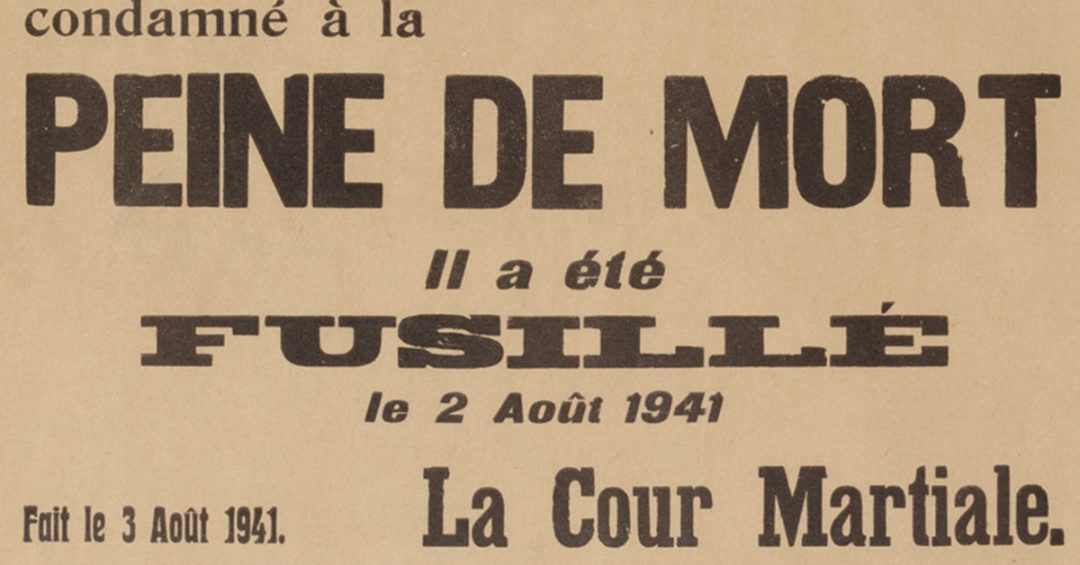 condamné à la
PEINE DE MORT
Il a été
FUSILLÉ
le 2 Août 1941
La Cour Martiale.
Fait le 3 Août 1941.